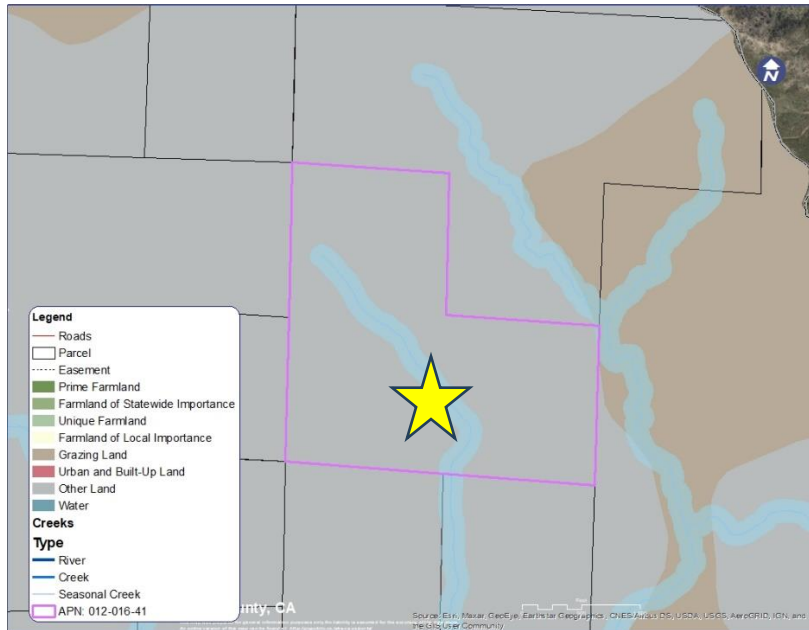 N
Legend
Roads
Parcel
Easement
Prime Farmland
Farmland of Statewide Importance
Unique Farmland
Farmland of Local Importance
Grazing Land
Urban and Built-Up Land
Other Land
Water
Creeks
Type
River
Creek
Seasonal Creek
APN: 012-016-41
nty, CA
Source: Esri, Maxar, GeoEye, Earthstar Geographics, CNES/Airbus DS, USDA, USGS, AeroGRID, IGN, and
the GIS User Community